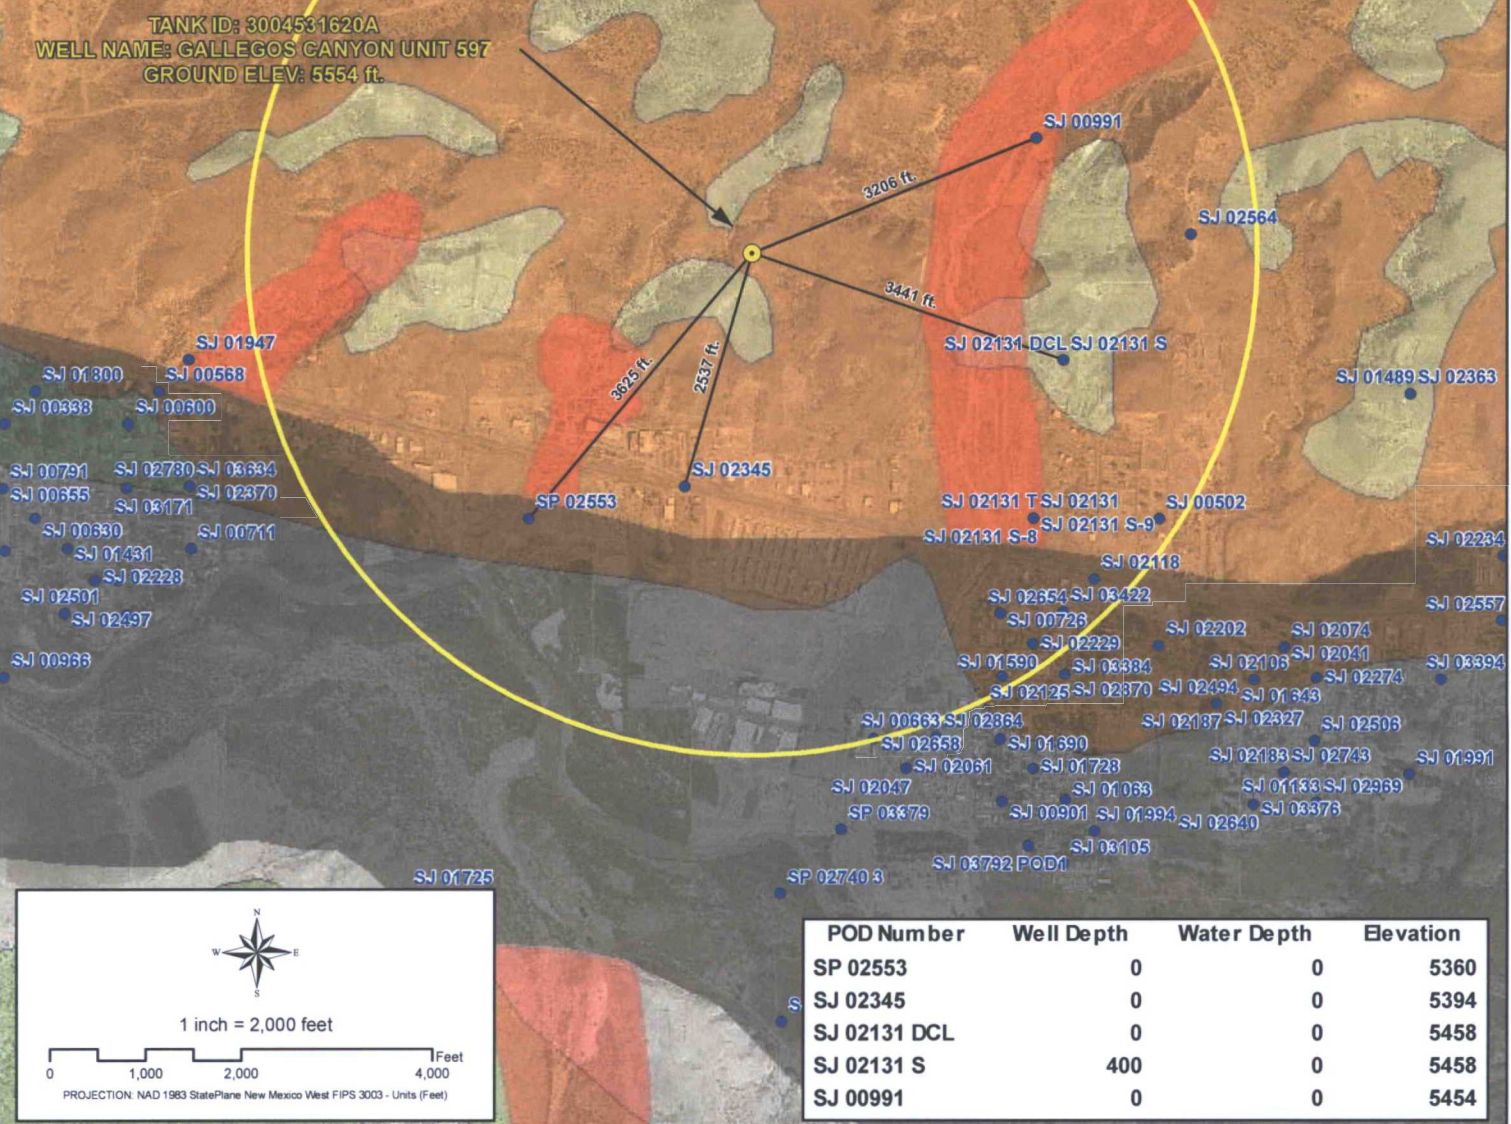 TANK ID: 3004531620A
WELL NAME: GALLEGOS CANYON UNIT 597
GROUND ELEV: 5554 ft.
SJ 00991
3206 ft.
SJ 02564
3441 ft.
SJ 01947
SJ 02131 DCL SJ 02131 S
3625 ft.
2537 ft.
SJ 01800
SJ 00568
SJ 01489 SJ 02363
SJ 00338
SJ 00600
SJ 00791
SJ 02780 SJ 03634
SJ 02345
SJ 00655
SJ 02370
SJ 03171
SP 02553
SJ 02131 T SJ 02131
SJ 00502
SJ 02131 S-9
SJ 00630
SJ 00711
SJ 02131 S-8
SJ 02234
SJ 01431
SJ 02118
SJ 02228
SJ 02501
SJ 02654
SJ 03422
SJ 02557
SJ 02497
SJ 00726
SJ 02202
SJ 02074
SJ 02229
SJ 02041
SJ 00966
SJ 01590
SJ 03384
SJ 02106
SJ 02274
SJ 03394
SJ 02125 SJ 02870
SJ 02494
SJ 01643
SJ 00663 SJ 02864
SJ 02187 SJ 02327
SJ 02506
SJ 02658
SJ 01690
SJ 02183 SJ 02743
SJ 01991
SJ 02061
SJ 01728
SJ 02047
SJ 01063
SJ 01133 SJ 02969
SP 03379
SJ 00901
SJ 01994
SJ 02640
SJ 03376
SJ 03105
SJ 03792 POD1
SJ 01725
SP 02740 3
S
N
W E
S
1 inch = 2,000 feet
Feet
0 1,000 2,000 4,000
PROJECTION: NAD 1983 StatePlane New Mexico West FIPS 3003 - Units (Feet)
POD Number Well Depth Water Depth Elevation
SP 02553 0 0 5360
SJ 02345 0 0 5394
SJ 02131 DCL 0 0 5458
SJ 02131 S 400 0 5458
SJ 00991 0 0 5454